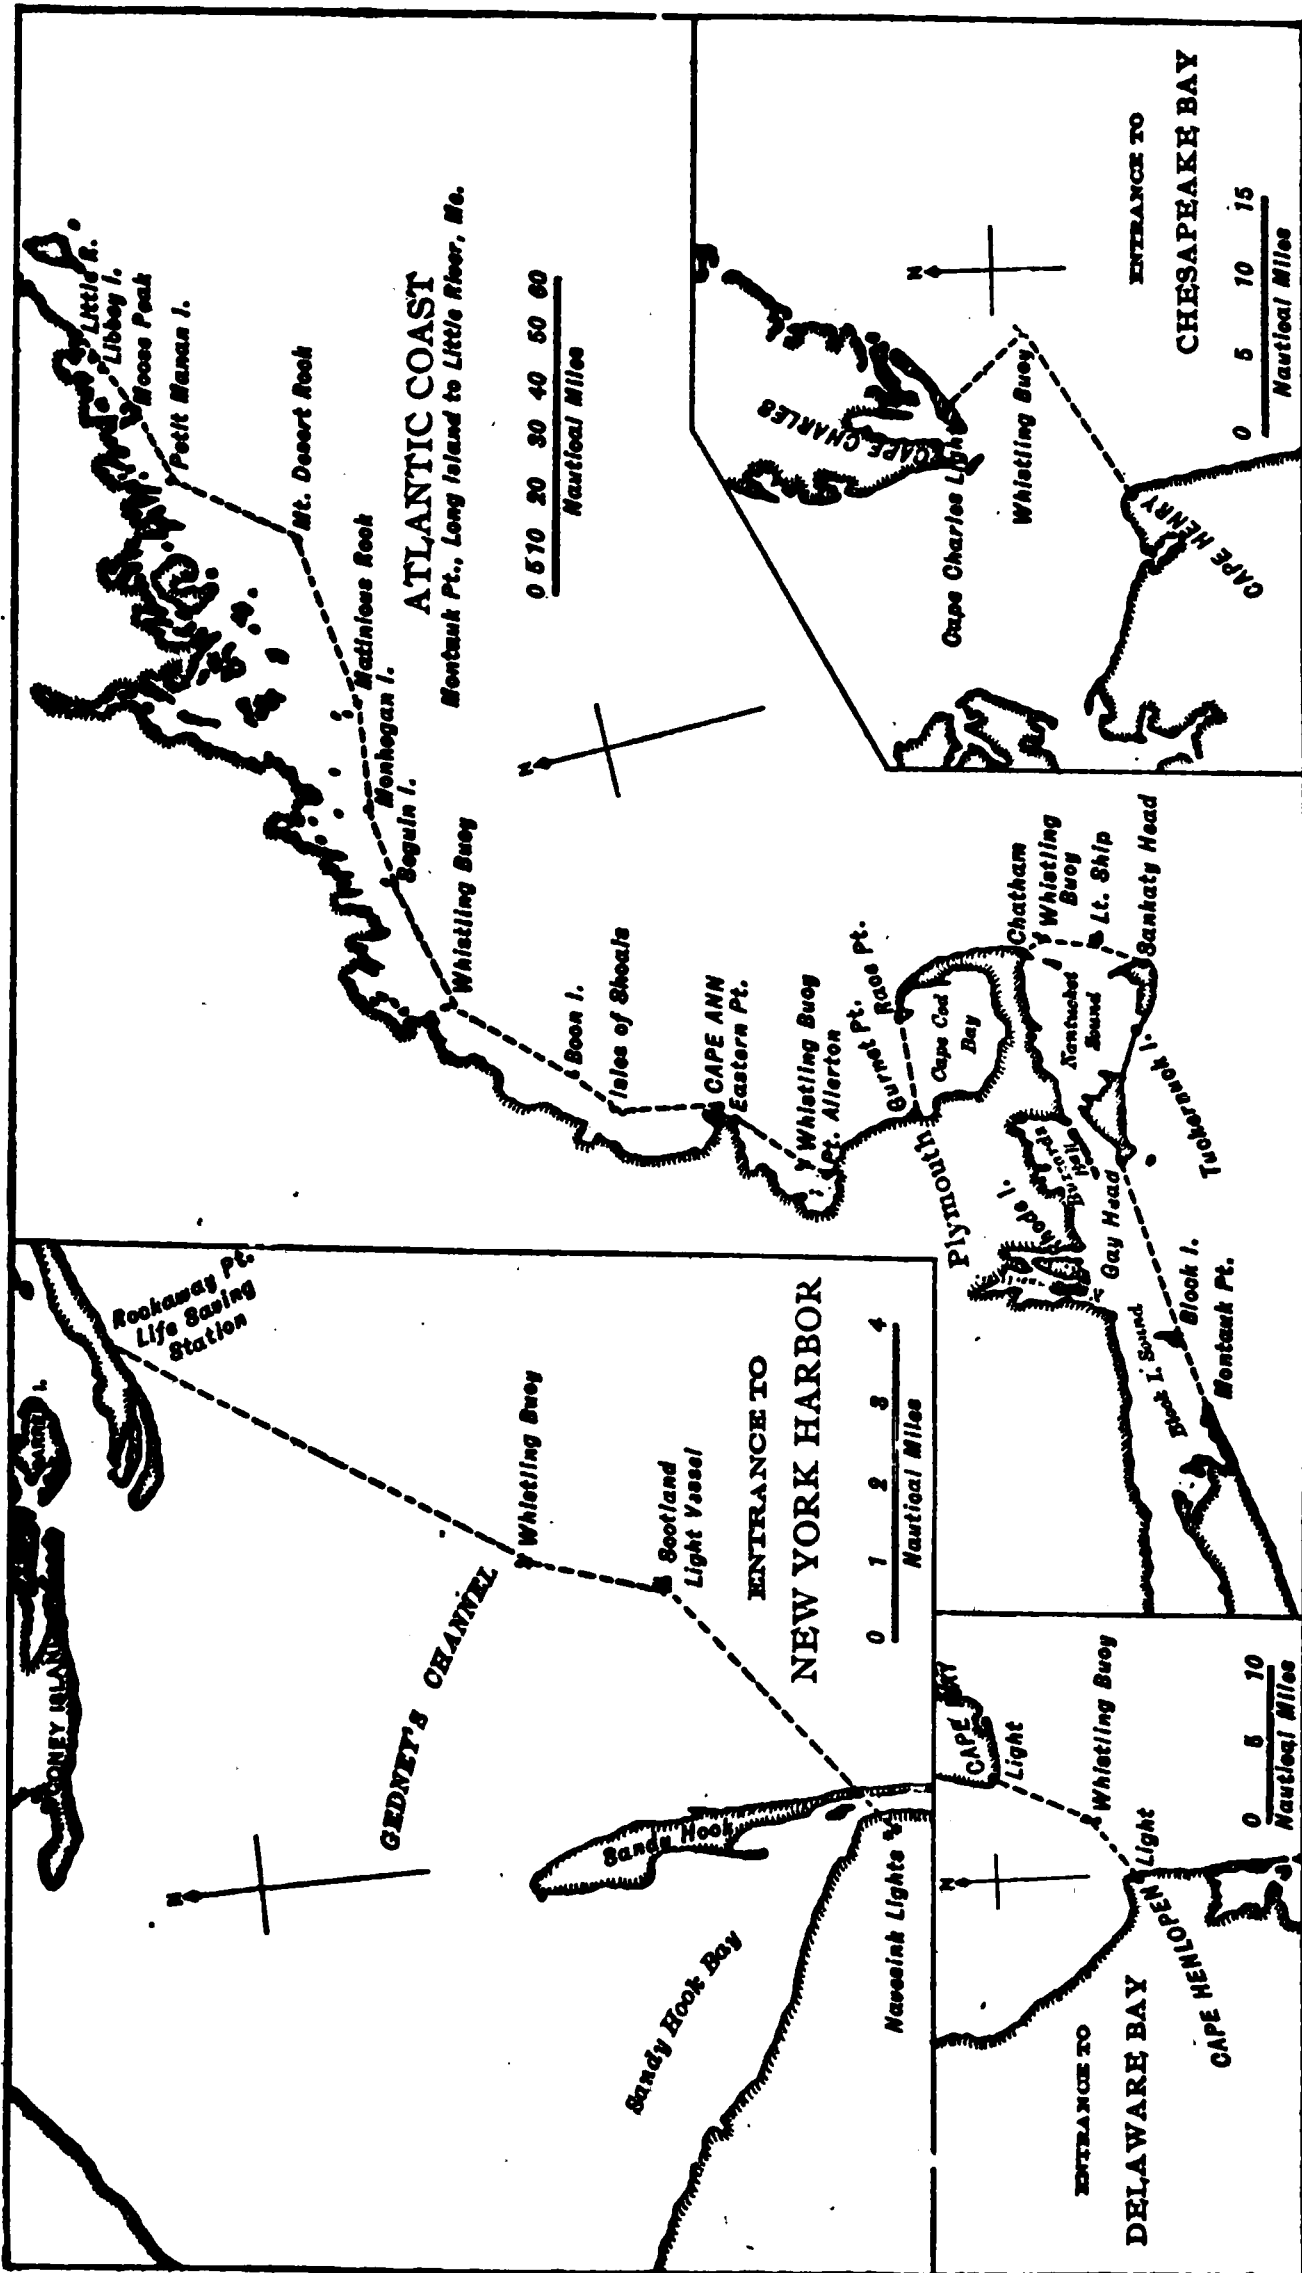 CONEY ISLAND
BARREN I.
Rockaway Pt.
Life Saving
Station
N
GEDNEY'S CHANNEL
Whistling Buoy
Scotland
Light Vessel
Sandy Hook
Sandy Hook Bay
Navesink Lights
ENTRANCE TO
NEW YORK HARBOR
0 1 2 3 4
Nautical Miles
Little R.
Libbey I.
Moose Peak
Petit Manan I.
Mt. Desert Rock
Matinicus Rock
Monhegan I.
Seguin I.
Whistling Buoy
Boon I.
Isles of Shoals
CAPE ANN
Eastern Pt.
Whistling Buoy
Pt. Allerton
Gurnet Pt.
Race Pt.
Plymouth
Cape Cod
Bay
Chatham
Whistling
Buoy
Lt. Ship
Sankaty Head
Nantucket
Sound
Tuckernuck I.
Gay Head
Rhode I.
Block I. Sound
Block I.
Montauk Pt.
ATLANTIC COAST
Montauk Pt., Long Island to Little River, Me.
0 5 10 20 30 40 50 60
Nautical Miles
N
ENTRANCE TO
DELAWARE BAY
N
CAPE MAY
Light
Whistling Buoy
Light
CAPE HENLOPEN
0 5 10
Nautical Miles
CAPE CHARLES
Cape Charles Light
Whistling Buoy
CAPE HENRY
N
ENTRANCE TO
CHESAPEAKE BAY
0 5 10 15
Nautical Miles